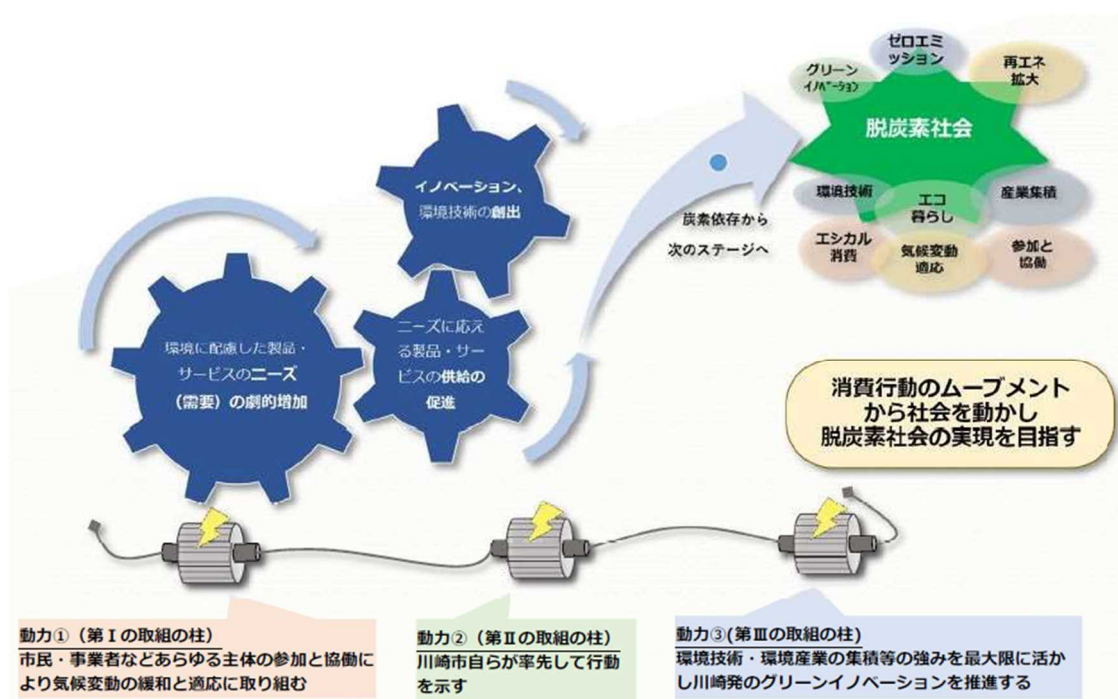 ゼロエミ
ッション
グリーン
イノベーション
再エネ
拡大
脱炭素社会
環境技術
エコ
暮らし
産業集積
エシカル
消費
気候変動
適応
参加と
協働
イノベーション、
環境技術の創出
炭素依存から
次のステージへ
環境に配慮した製品・
サービスのニーズ
（需要）の劇的増加
ニーズに応え
る製品・サー
ビスの供給の
促進
消費行動のムーブメント
から社会を動かし
脱炭素社会の実現を目指す
動力①（第Ⅰの取組の柱）
市民・事業者などあらゆる主体の参加と協働に
より気候変動の緩和と適応に取り組む
動力②（第Ⅱの取組の柱）
川崎市自らが率先して行動
を示す
動力③(第Ⅲの取組の柱)
環境技術・環境産業の集積等の強みを最大限に活か
し川崎発のグリーンイノベーションを推進する